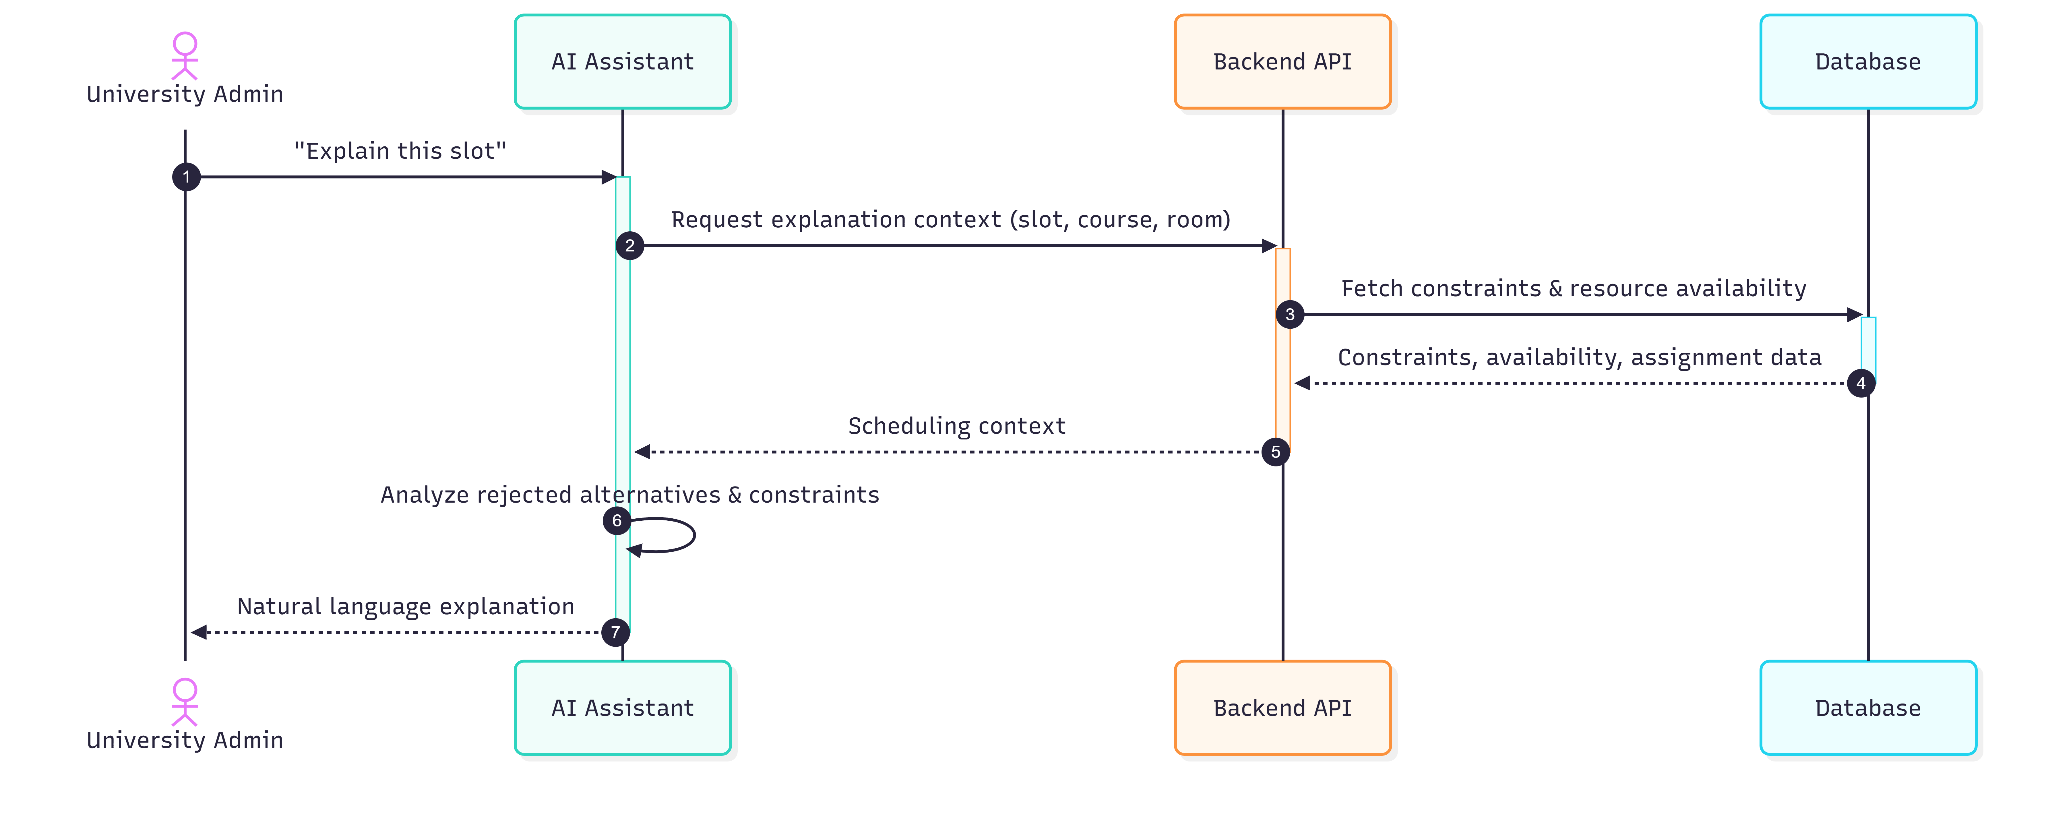 University Admin
AI Assistant
Backend API
Database
"Explain this slot"
1
Request explanation context (slot, course, room)
2
Fetch constraints & resource availability
3
Constraints, availability, assignment data
4
Scheduling context
5
Analyze rejected alternatives & constraints
6
Natural language explanation
7
University Admin
AI Assistant
Backend API
Database